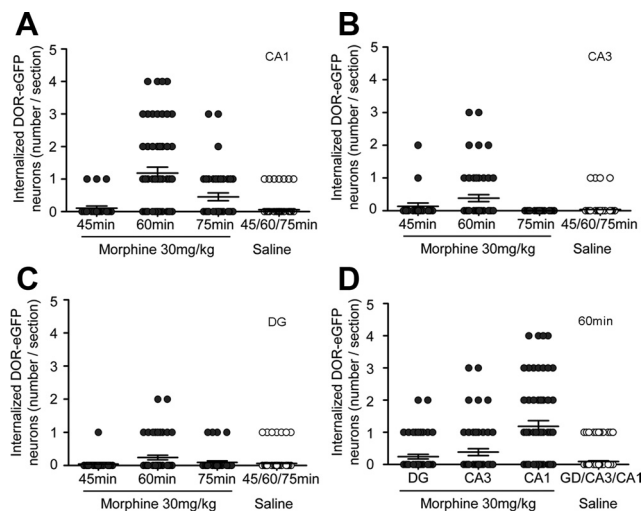 A
Internalized DOR-eGFP
neurons (number / section)
5
4
3
2
1
0
CA1
45min 60min 75min 45/60/75min
Morphine 30mg/kg Saline
B
Internalized DOR-eGFP
neurons (number / section)
5
4
3
2
1
0
CA3
45min 60min 75min 45/60/75min
Morphine 30mg/kg Saline
C
Internalized DOR-eGFP
neurons (number / section)
5
4
3
2
1
0
DG
45min 60min 75min 45/60/75min
Morphine 30mg/kg Saline
D
Internalized DOR-eGFP
neurons (number / section)
5
4
3
2
1
0
60min
DG CA3 CA1 GD/CA3/CA1
Morphine 30mg/kg Saline